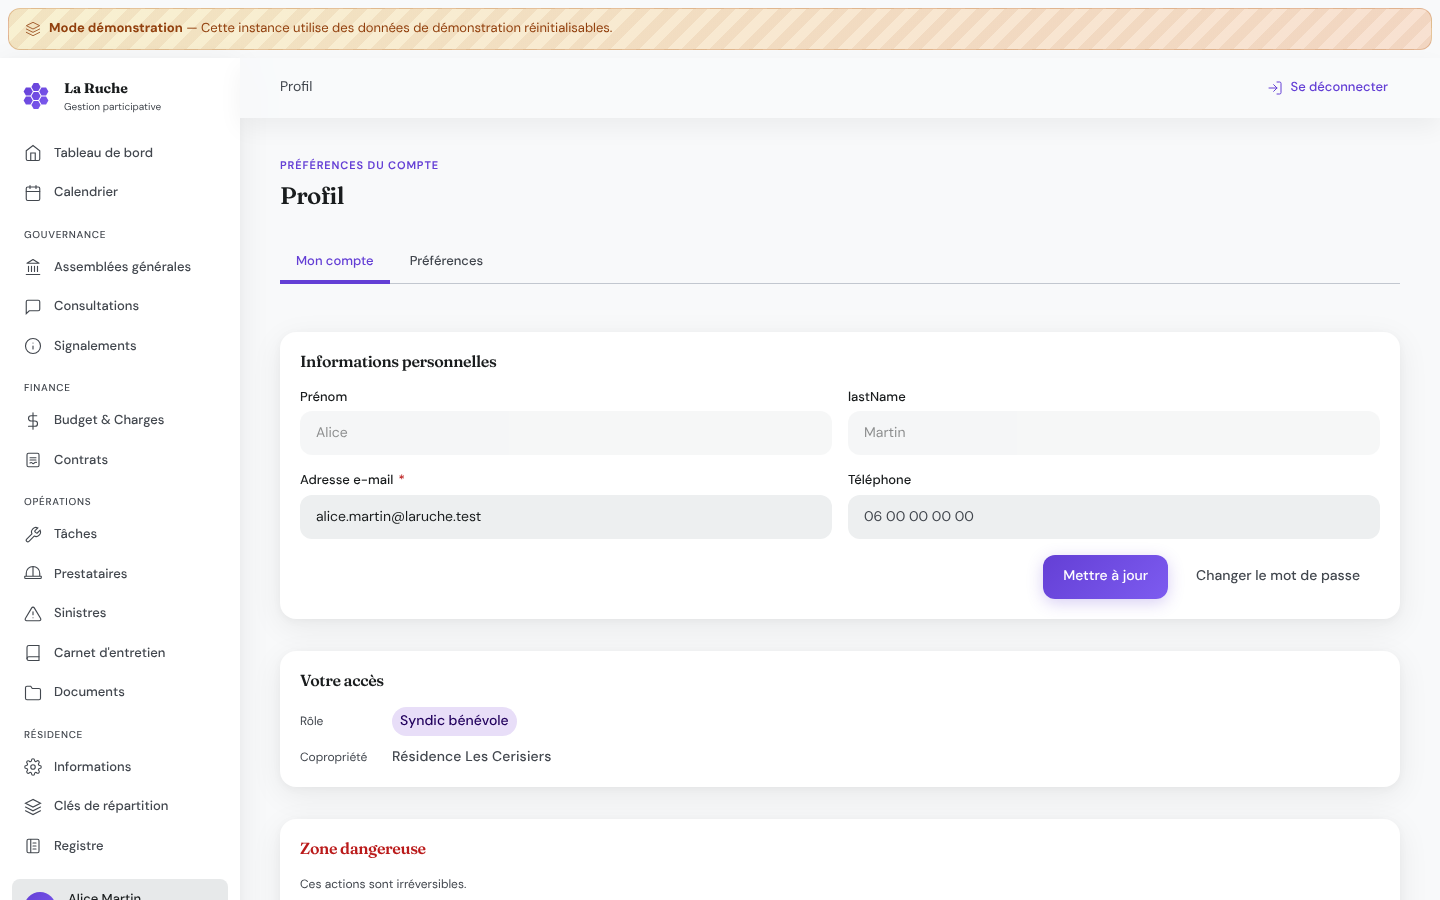 Mode démonstration — Cette instance utilise des données de démonstration réinitialisables.
La Ruche
Gestion participative
Tableau de bord
Calendrier
GOUVERNANCE
Assemblées générales
Consultations
Signalements
FINANCE
Budget & Charges
Contrats
OPÉRATIONS
Tâches
Prestataires
Sinistres
Carnet d'entretien
Documents
RÉSIDENCE
Informations
Clés de répartition
Registre
Alice Martin
Profil
Se déconnecter
PRÉFÉRENCES DU COMPTE
Profil
Mon compte
Préférences
Informations personnelles
Prénom
lastName
Alice
Martin
Adresse e-mail *
Téléphone
alice.martin@laruche.test
06 00 00 00 00
Mettre à jour
Changer le mot de passe
Votre accès
Rôle
Syndic bénévole
Copropriété
Résidence Les Cerisiers
Zone dangereuse
Ces actions sont irréversibles.